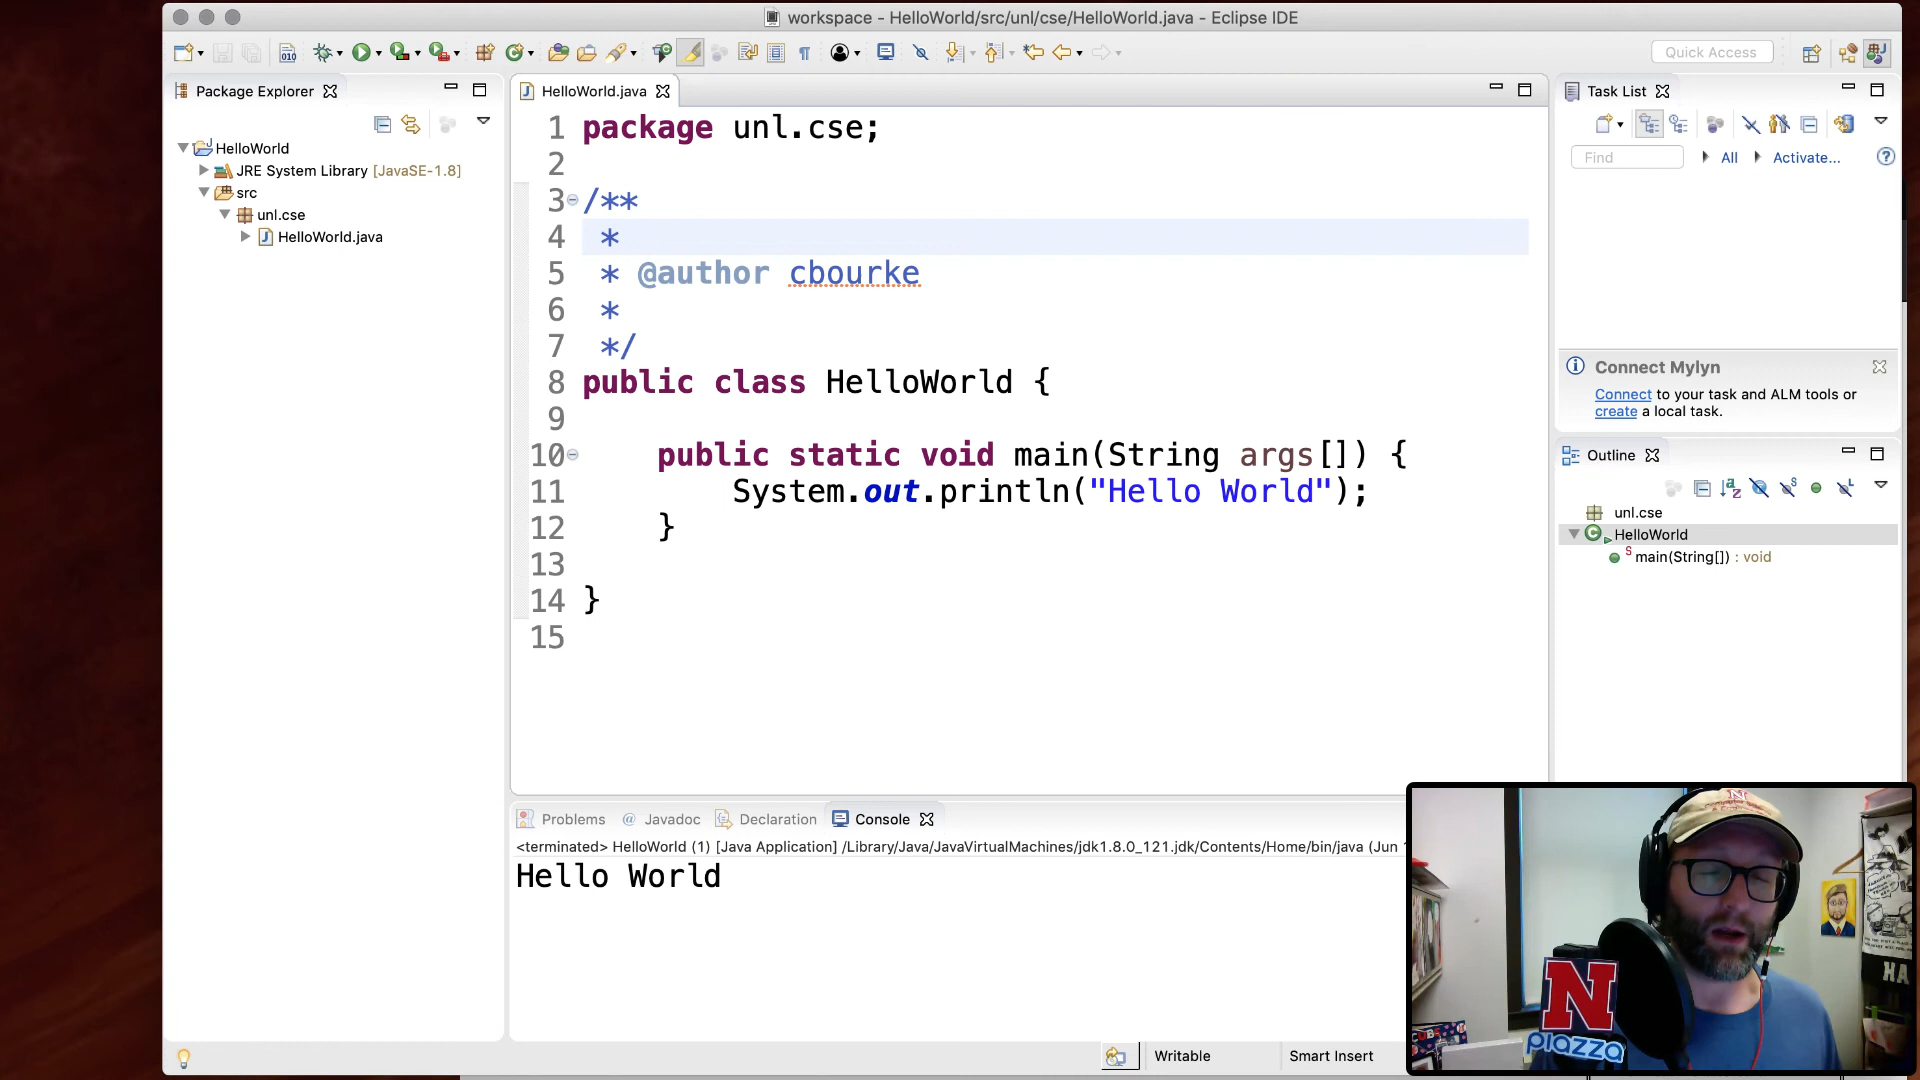 workspace - HelloWorld/src/unl/cse/HelloWorld.java - Eclipse IDE
010
Quick Access
Package Explorer
HelloWorld
JRE System Library [JavaSE-1.8]
src
unl.cse
HelloWorld.java
HelloWorld.java
1 package unl.cse;
2
3 /**
4  *
5  * @author cbourke
6  *
7  */
8 public class HelloWorld {
9
10     public static void main(String args[]) {
11         System.out.println("Hello World");
12     }
13
14 }
15
Problems @ Javadoc Declaration Console
<terminated> HelloWorld (1) [Java Application] /Library/Java/JavaVirtualMachines/jdk1.8.0_121.jdk/Contents/Home/bin/java (Jun
Hello World
Task List
Find
All
Activate...
Connect Mylyn
Connect to your task and ALM tools or
create a local task.
Outline
unl.cse
HelloWorld
main(String[]) : void
Writable
Smart Insert
N
N
piazza
HA